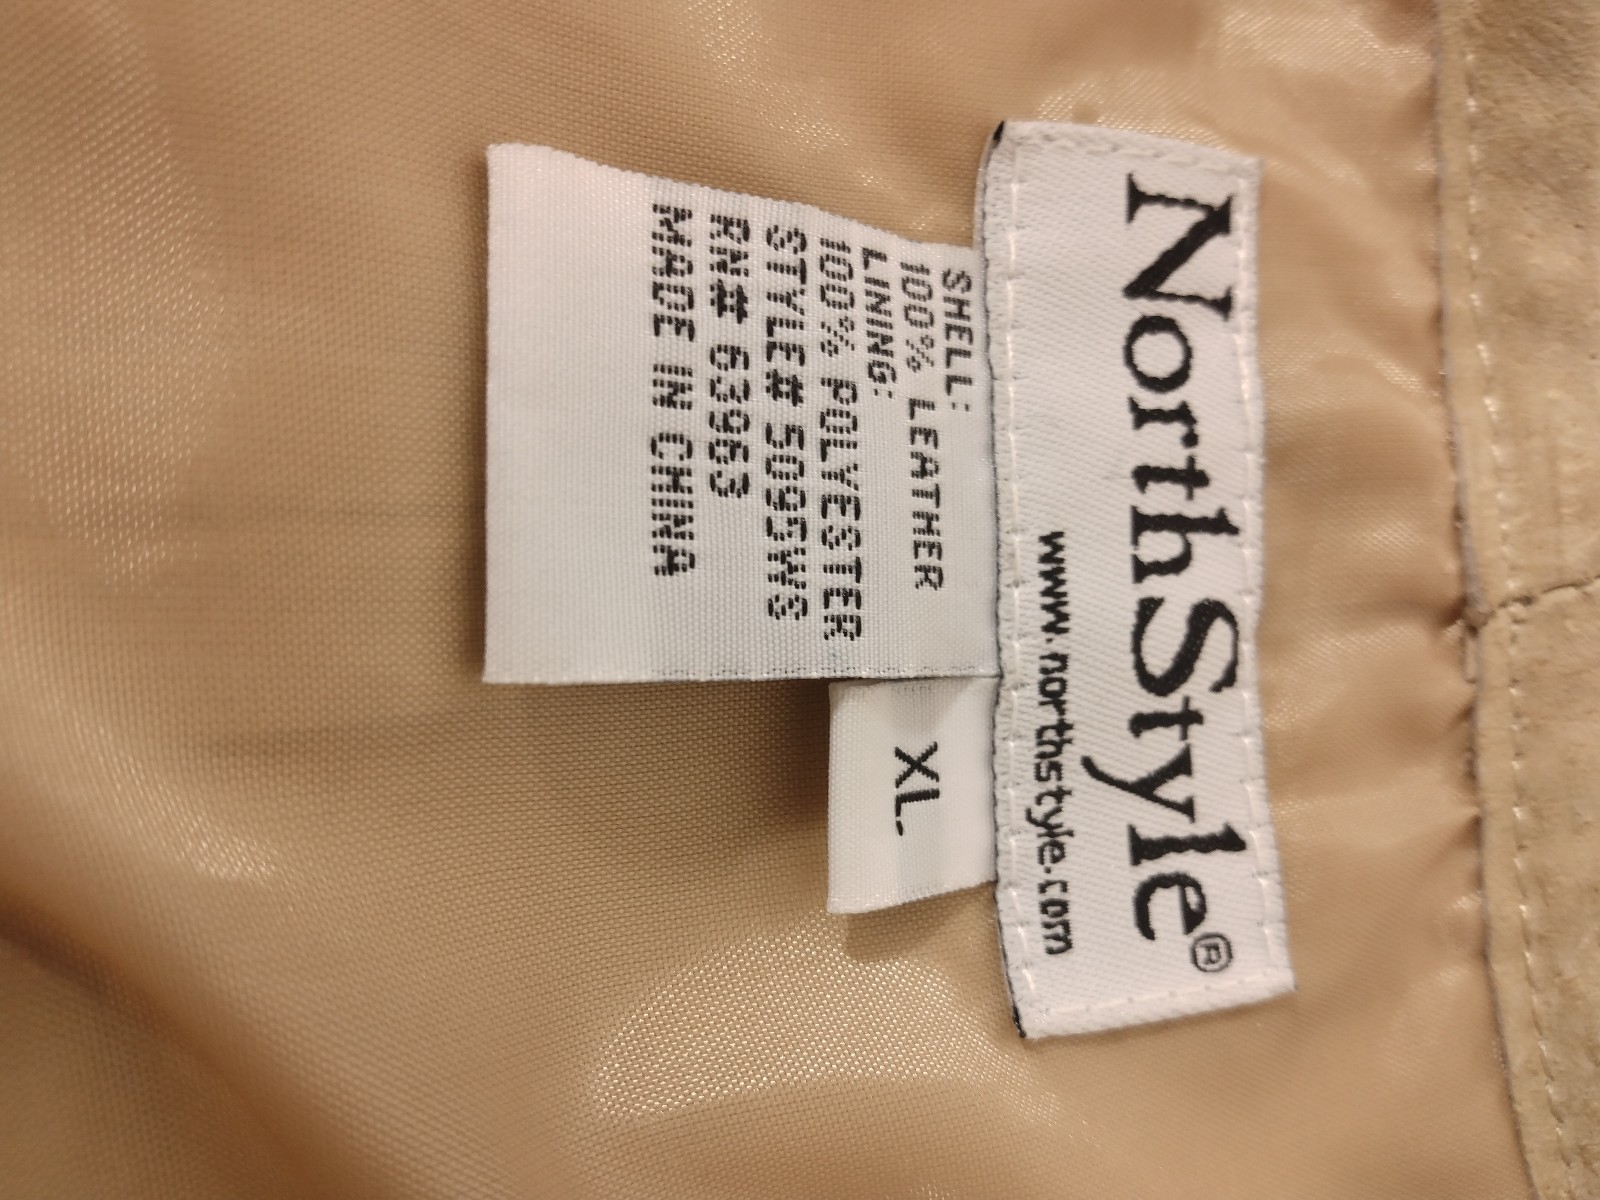 NorthStyle®
www.northstyle.com
SHELL:
100% LEATHER
LINING:
100% POLYESTER
STYLE# 5095WS
RN# 63963
MADE IN CHINA
XL.